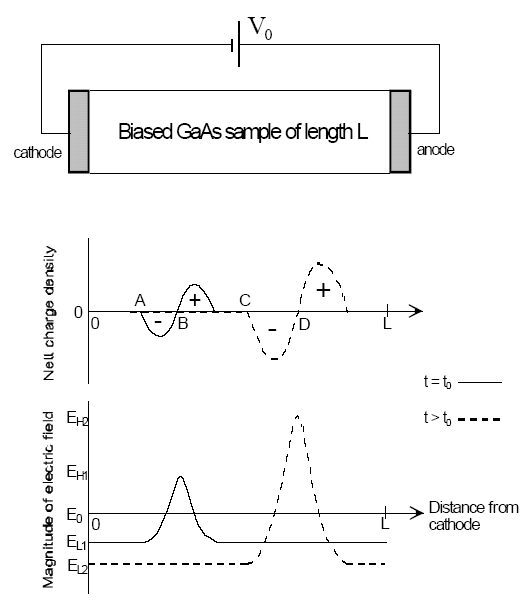 V0
Biased GaAs sample of length L
cathode
anode
Nett charge density
A
+
C
+
0
0
-
B
-
D
L
t = t0
t > t0
Magnitude of electric field
EH2
EH1
E0
0
L
Distance from
cathode
EL1
EL2